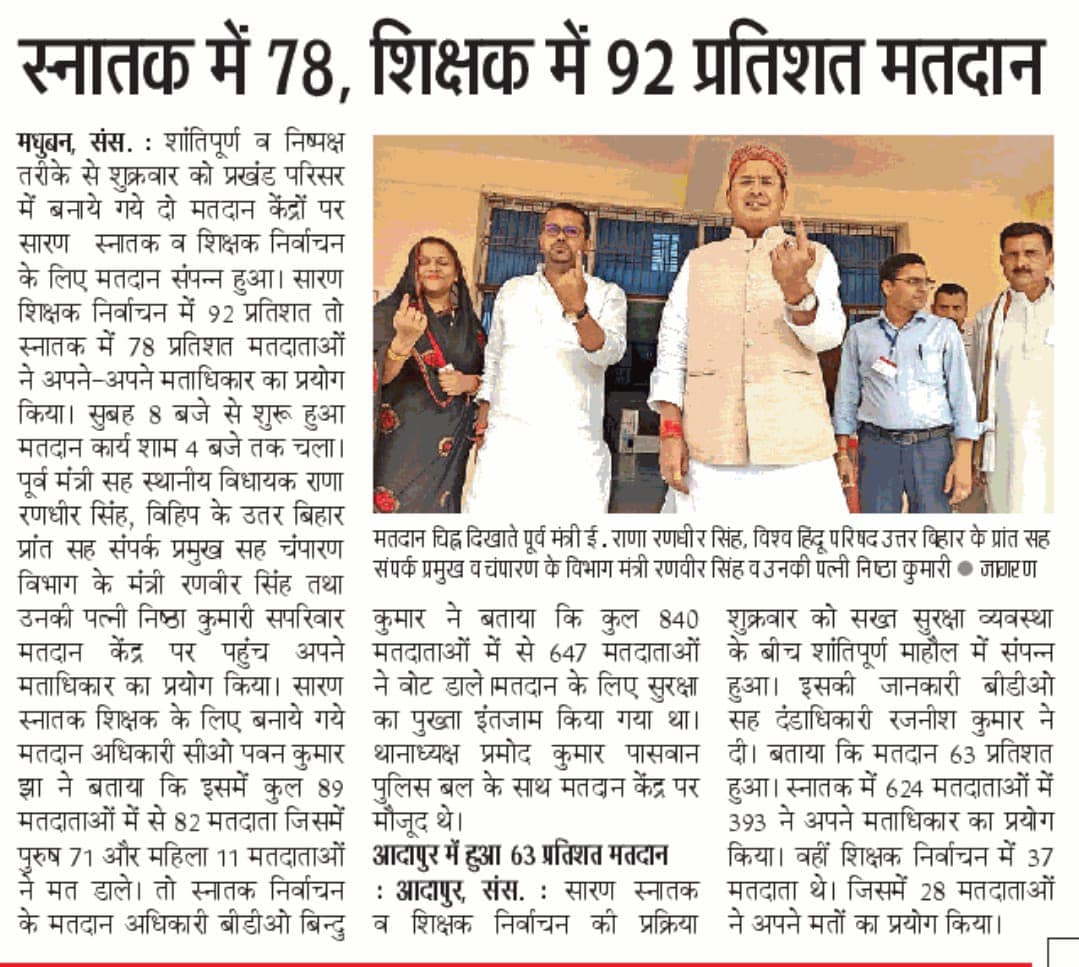 स्नातक में 78, शिक्षक में 92 प्रतिशत मतदान
मधुबन, संस. : शांतिपूर्ण व निष्पक्ष
तरीके से शुक्रवार को प्रखंड परिसर
में बनाये गये दो मतदान केंद्रों पर
सारण स्नातक व शिक्षक निर्वाचन
के लिए मतदान संपन्न हुआ। सारण
शिक्षक निर्वाचन में 92 प्रतिशत तो
स्नातक में 78 प्रतिशत मतदाताओं
ने अपने-अपने मताधिकार का प्रयोग
किया। सुबह 8 बजे से शुरू हुआ
मतदान कार्य शाम 4 बजे तक चला।
पूर्व मंत्री सह स्थानीय विधायक राणा
रणधीर सिंह, विहिप के उतर बिहार
प्रांत सह संपर्क प्रमुख सह चंपारण
विभाग के मंत्री रणवीर सिंह तथा
उनकी पत्नी निष्ठा कुमारी सपरिवार
मतदान केंद्र पर पहुंच अपने
मताधिकार का प्रयोग किया। सारण
स्नातक शिक्षक के लिए बनाये गये
मतदान अधिकारी सीओ पवन कुमार
झा ने बताया कि इसमें कुल 89
मतदाताओं में से 82 मतदाता जिसमें
पुरुष 71 और महिला 11 मतदाताओं
ने मत डाले। तो स्नातक निर्वाचन
के मतदान अधिकारी बीडीओ बिन्दु
मतदान चिह्न दिखाते पूर्व मंत्री ई . राणा रणधीर सिंह, विश्व हिंदू परिषद उत्तर बिहार के प्रांत सह
संपर्क प्रमुख व चंपारण के विभाग मंत्री रणवीर सिंह व उनकी पत्नी निष्ठा कुमारी ● जागरण
कुमार ने बताया कि कुल 840
मतदाताओं में से 647 मतदाताओं
ने वोट डाले।मतदान के लिए सुरक्षा
का पुख्ता इंतजाम किया गया था।
थानाध्यक्ष प्रमोद कुमार पासवान
पुलिस बल के साथ मतदान केंद्र पर
मौजूद थे।
आदापुर में हुआ 63 प्रतिशत मतदान
: आदापुर, संस. : सारण स्नातक
व शिक्षक निर्वाचन की प्रक्रिया
शुक्रवार को सख्त सुरक्षा व्यवस्था
के बीच शांतिपूर्ण माहौल में संपन्न
हुआ। इसकी जानकारी बीडीओ
सह दंडाधिकारी रजनीश कुमार ने
दी। बताया कि मतदान 63 प्रतिशत
हुआ। स्नातक में 624 मतदाताओं में
393 ने अपने मताधिकार का प्रयोग
किया। वहीं शिक्षक निर्वाचन में 37
मतदाता थे। जिसमें 28 मतदाताओं
ने अपने मतों का प्रयोग किया।